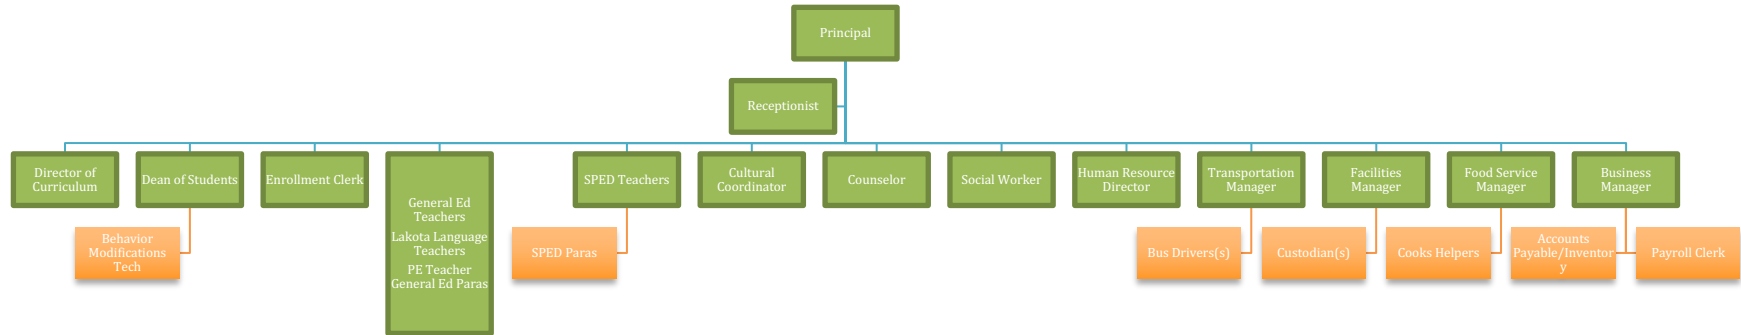 Principal
Receptionist
Director of
Curriculum
Dean of Students
Enrollment Clerk
General Ed
Teachers
Lakota Language
Teachers
PE Teacher
General Ed Paras
SPED Teachers
Cultural
Coordinator
Counselor
Social Worker
Human Resource
Director
Transportation
Manager
Facilities
Manager
Food Service
Manager
Business
Manager
Behavior
Modifications
Tech
SPED Paras
Bus Drivers(s)
Custodian(s)
Cooks Helpers
Accounts
Payable/Inventor
y
Payroll Clerk